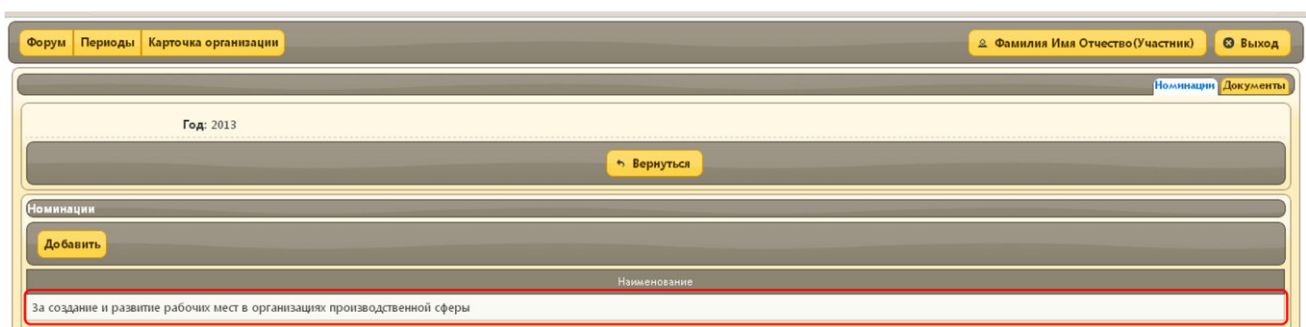 Форум Периоды Карточка организации Фамилия Имя Отчество(Участник) Выход
Номинации Документы
Год: 2013
Вернуться
Номинации
Добавить
Наименование
За создание и развитие рабочих мест в организациях производственной сферы